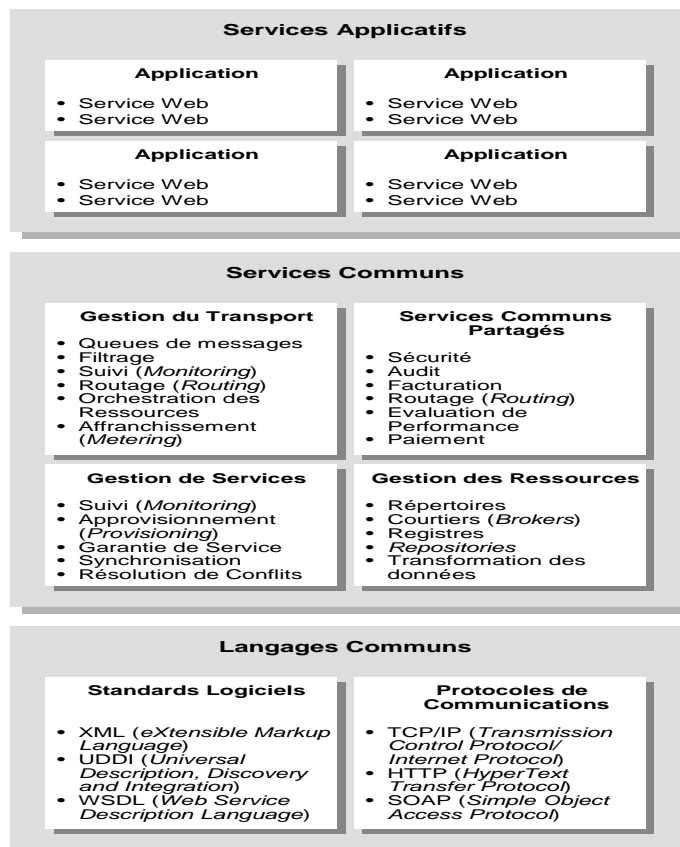 Services Applicatifs
Application
• Service Web
• Service Web
Application
• Service Web
• Service Web
Application
• Service Web
• Service Web
Application
• Service Web
• Service Web
Services Communs
Gestion du Transport
• Queues de messages
• Filtrage
• Suivi (Monitoring)
• Routage (Routing)
• Orchestration des
Ressources
• Affranchissement
(Metering)
Services Communs
Partagés
• Sécurité
• Audit
• Facturation
• Routage (Routing)
• Evaluation de
Performance
• Paiement
Gestion de Services
• Suivi (Monitoring)
• Approvisionnement
(Provisioning)
• Garantie de Service
• Synchronisation
• Résolution de Conflits
Gestion des Ressources
• Répertoires
• Courtiers (Brokers)
• Registres
• Repositories
• Transformation des
données
Langages Communs
Standards Logiciels
• XML (eXtensible Markup
Language)
• UDDI (Universal
Description, Discovery
and Integration)
• WSDL (Web Service
Description Language)
Protocoles de
Communications
• TCP/IP (Transmission
Control Protocol/
Internet Protocol)
• HTTP (HyperText
Transfer Protocol)
• SOAP (Simple Object
Access Protocol)